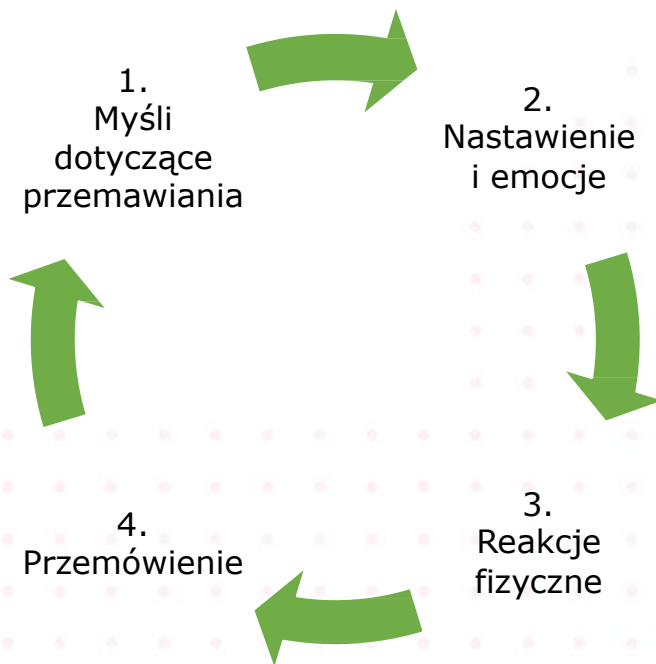 1.
Myśli
dotyczące
przemawiania
2.
Nastawienie
i emocje
3.
Reakcje
fizyczne
4.
Przemówienie